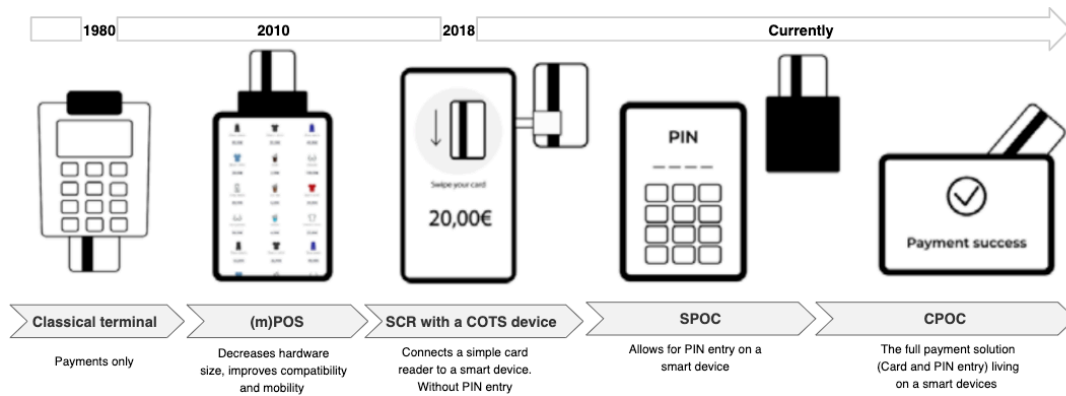 1980
2010
2018
Currently
Swipe your card
20,00€
PIN
Payment success
Classical terminal
(m)POS
SCR with a COTS device
SPOC
CPOC
Payments only
Decreases hardware
size, improves compatibility
and mobility
Connects a simple card
reader to a smart device.
Without PIN entry
Allows for PIN entry on a
smart device
The full payment solution
(Card and PIN entry) living
on a smart devices